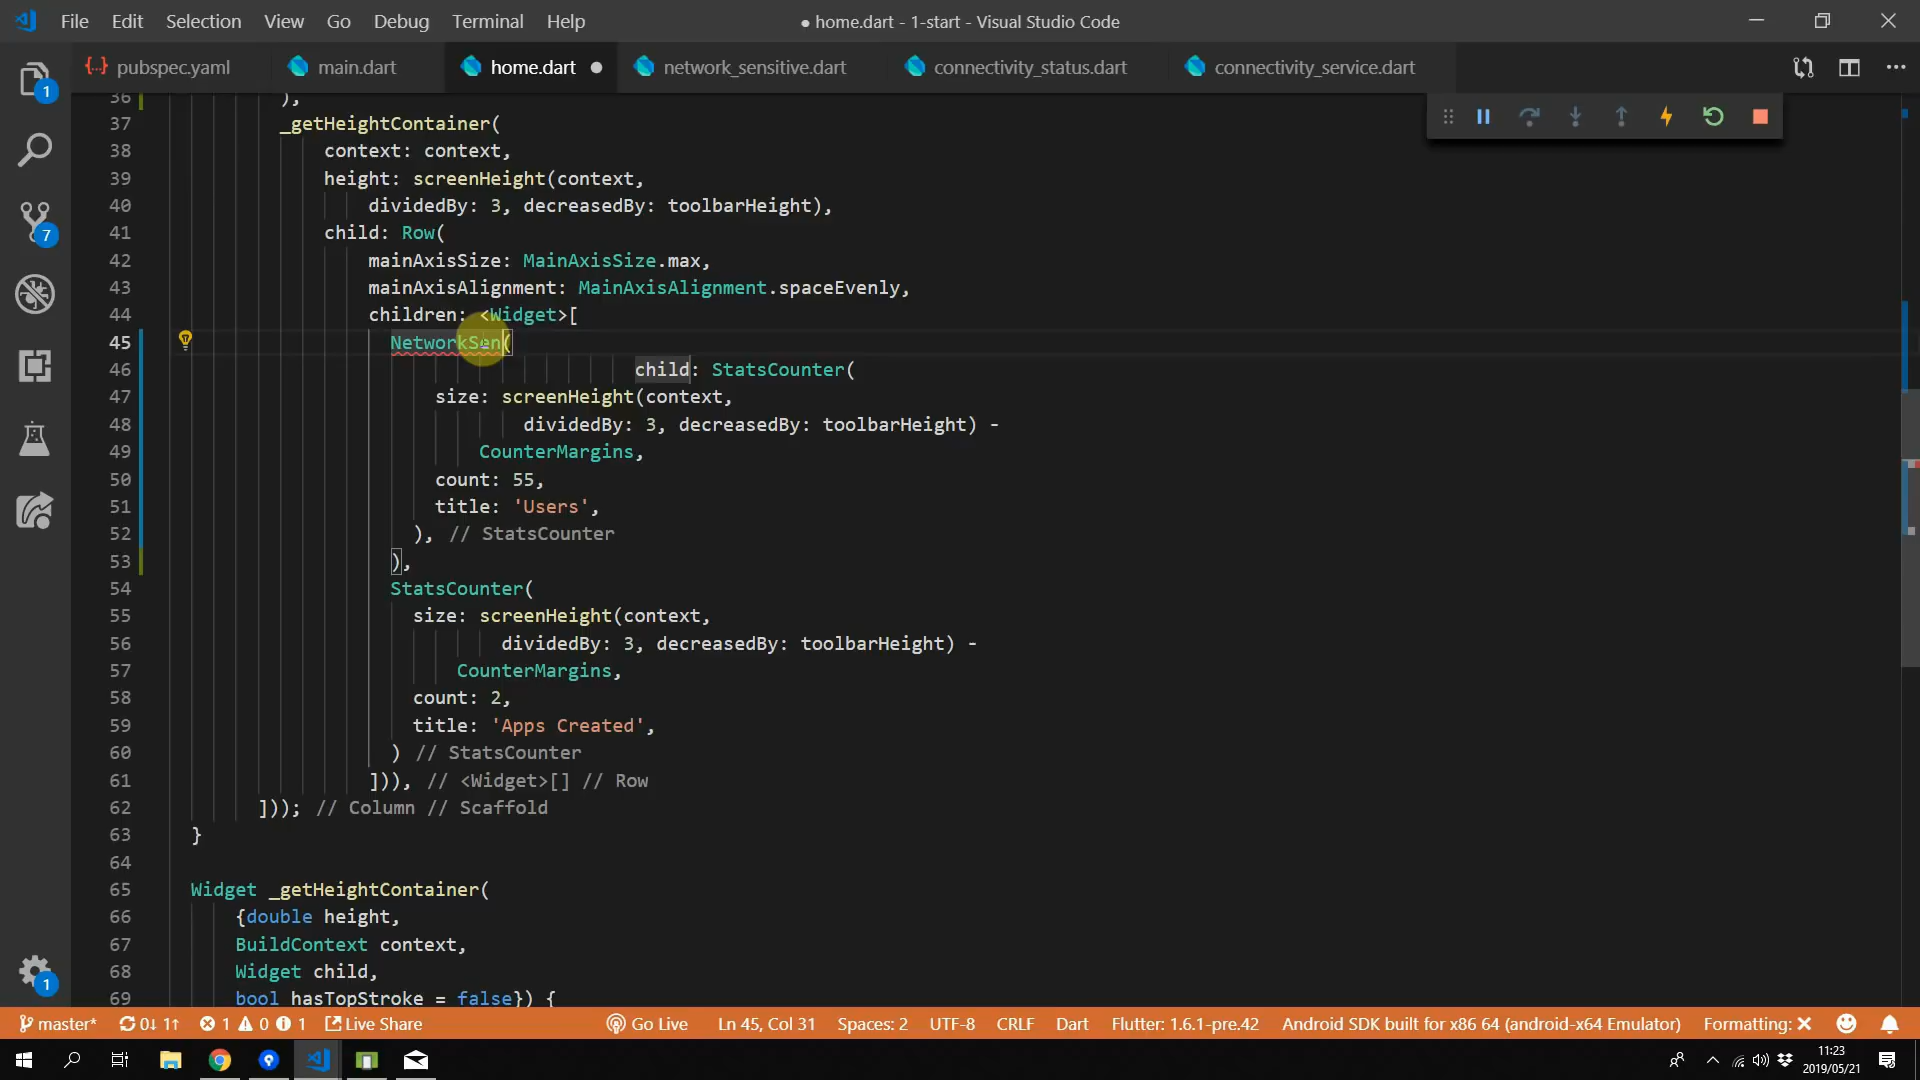 File Edit Selection View Go Debug Terminal Help
● home.dart - 1-start - Visual Studio Code
pubspec.yaml main.dart home.dart ● network_sensitive.dart connectivity_status.dart connectivity_service.dart
36 ),
37 _getHeightContainer(
38 context: context,
39 height: screenHeight(context,
40 dividedBy: 3, decreasedBy: toolbarHeight),
41 child: Row(
42 mainAxisSize: MainAxisSize.max,
43 mainAxisAlignment: MainAxisAlignment.spaceEvenly,
44 children: <Widget>[
45 NetworkSen(
46 child: StatsCounter(
47 size: screenHeight(context,
48 dividedBy: 3, decreasedBy: toolbarHeight) -
49 CounterMargins,
50 count: 55,
51 title: 'Users',
52 ), // StatsCounter
53 ),
54 StatsCounter(
55 size: screenHeight(context,
56 dividedBy: 3, decreasedBy: toolbarHeight) -
57 CounterMargins,
58 count: 2,
59 title: 'Apps Created',
60 ) // StatsCounter
61 ])), // <Widget>[] // Row
62 ])); // Column // Scaffold
63 }
64
65 Widget _getHeightContainer(
66 {double height,
67 BuildContext context,
68 Widget child,
69 bool hasTopStroke = false}) {
1
7
1
master* 0↓ 1↑ 1 0 1 Live Share Go Live Ln 45, Col 31 Spaces: 2 UTF-8 CRLF Dart Flutter: 1.6.1-pre.42 Android SDK built for x86 64 (android-x64 Emulator) Formatting: ✕
11:23
2019/05/21